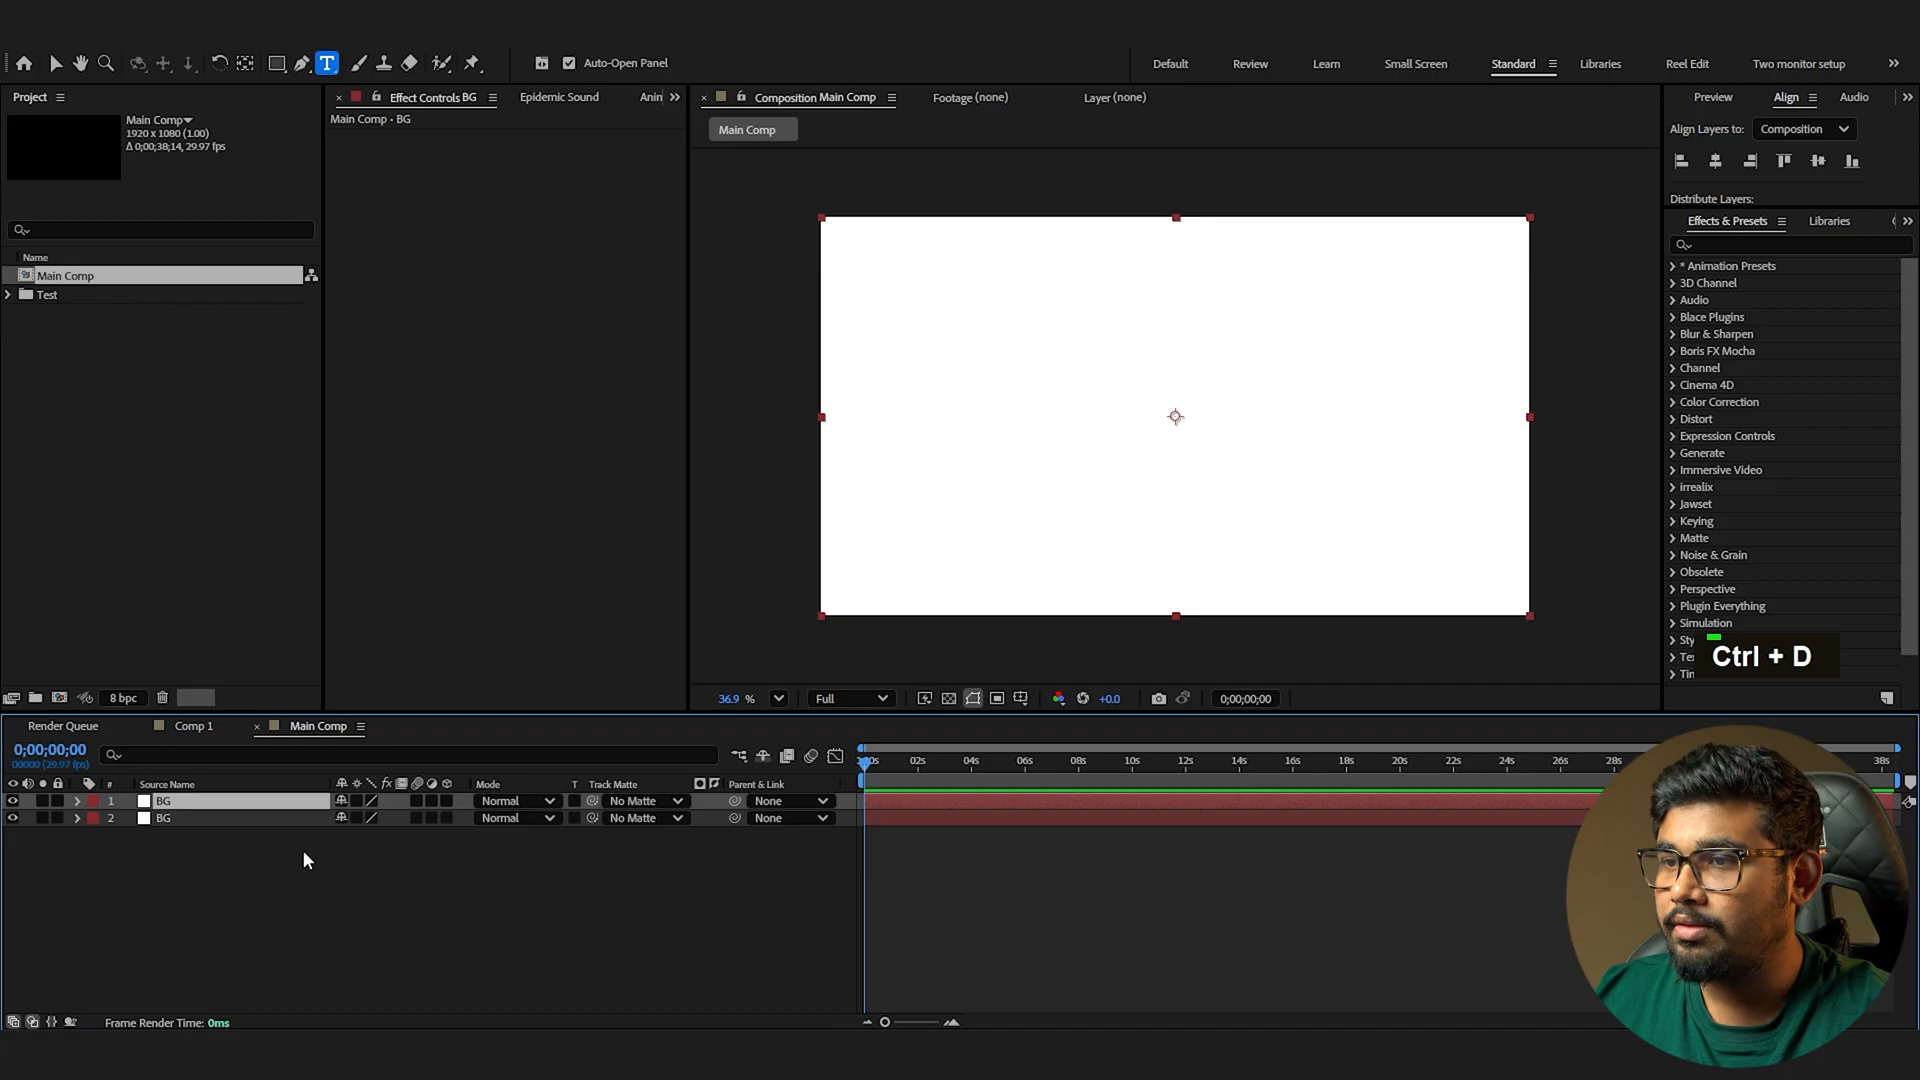 Auto-Open Panel
Default
Review
Learn
Small Screen
Standard
Libraries
Reel Edit
Two monitor setup
Project
Effect Controls BG
Epidemic Sound
Composition Main Comp
Footage (none)
Layer (none)
Preview
Align
Audio
Main Comp
1920 x 1080 (1.00)
Δ 0;00;38;14, 29.97 fps
Main Comp - BG
Main Comp
Align Layers to:
Composition
Distribute Layers:
Effects & Presets
Libraries
Name
Main Comp
Test
* Animation Presets
3D Channel
Audio
Blace Plugins
Blur & Sharpen
Boris FX Mocha
Channel
Cinema 4D
Color Correction
Distort
Expression Controls
Generate
Immersive Video
irrealix
Jawset
Keying
Matte
Noise & Grain
Obsolete
Perspective
Plugin Everything
Simulation
Ctrl + D
8 bpc
36.9 %
Full
+0.0
0;00;00;00
Render Queue
Comp 1
Main Comp
0;00;00;00
00000 (29.97 fps)
02s
04s
06s
08s
10s
12s
14s
16s
18s
20s
22s
24s
26s
28s
38s
# Source Name
Mode
T Track Matte
Parent & Link
1 BG Normal No Matte None
2 BG Normal No Matte None
Frame Render Time: 0ms